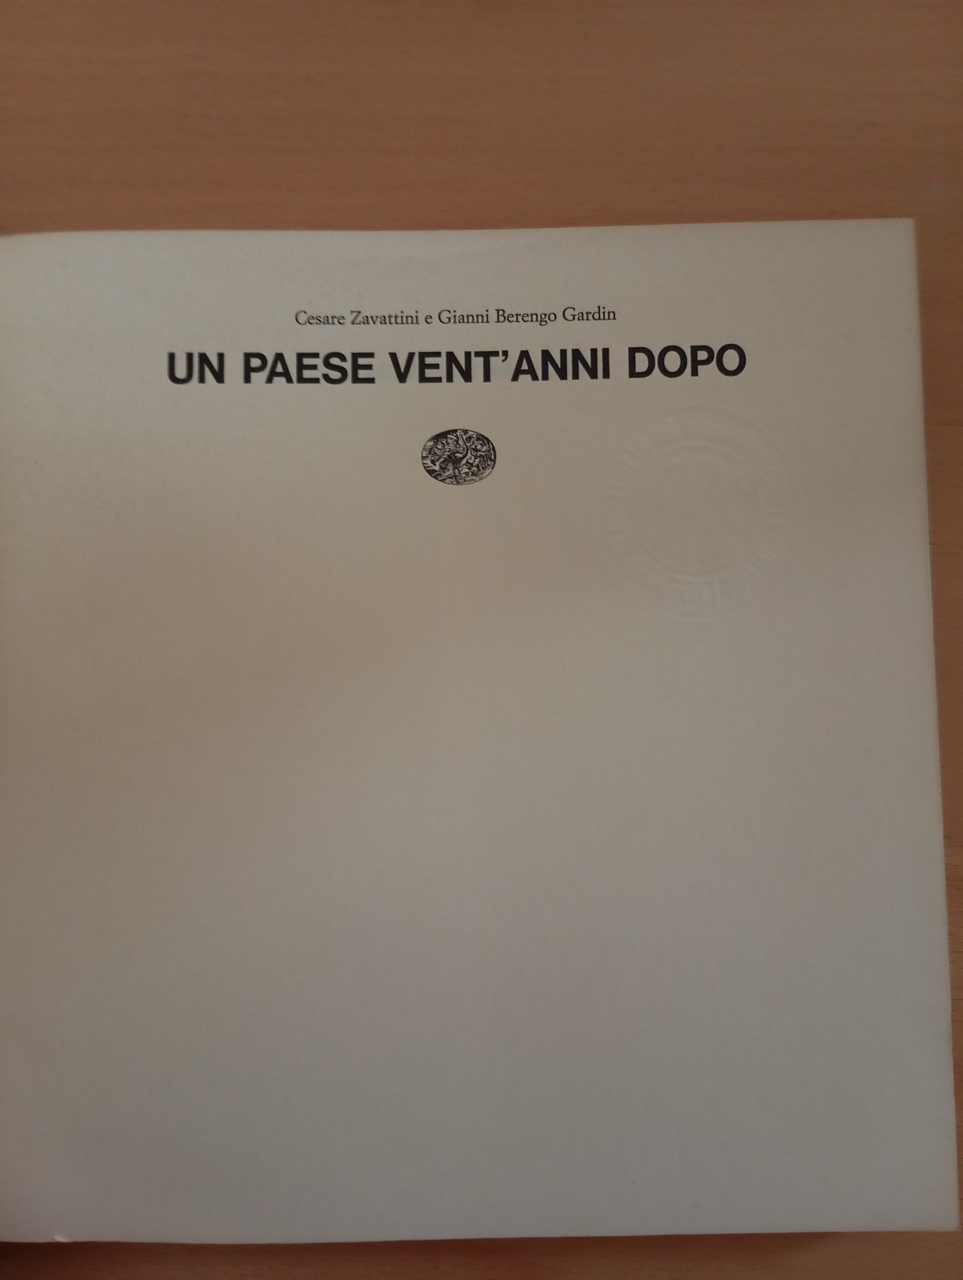 Cesare Zavattini e Gianni Berengo Gardin
UN PAESE VENT'ANNI DOPO